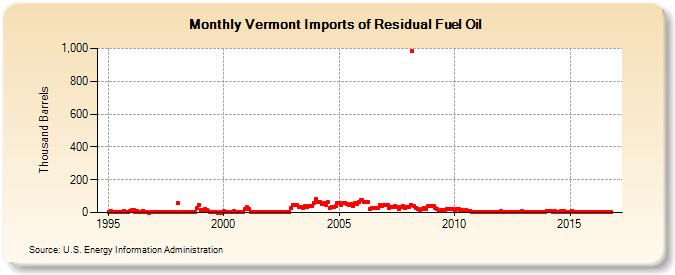 Monthly Vermont Imports of Residual Fuel Oil
Thousand Barrels
1,000
800
600
400
200
0
1995 2000 2005 2010 2015
Source: U.S. Energy Information Administration